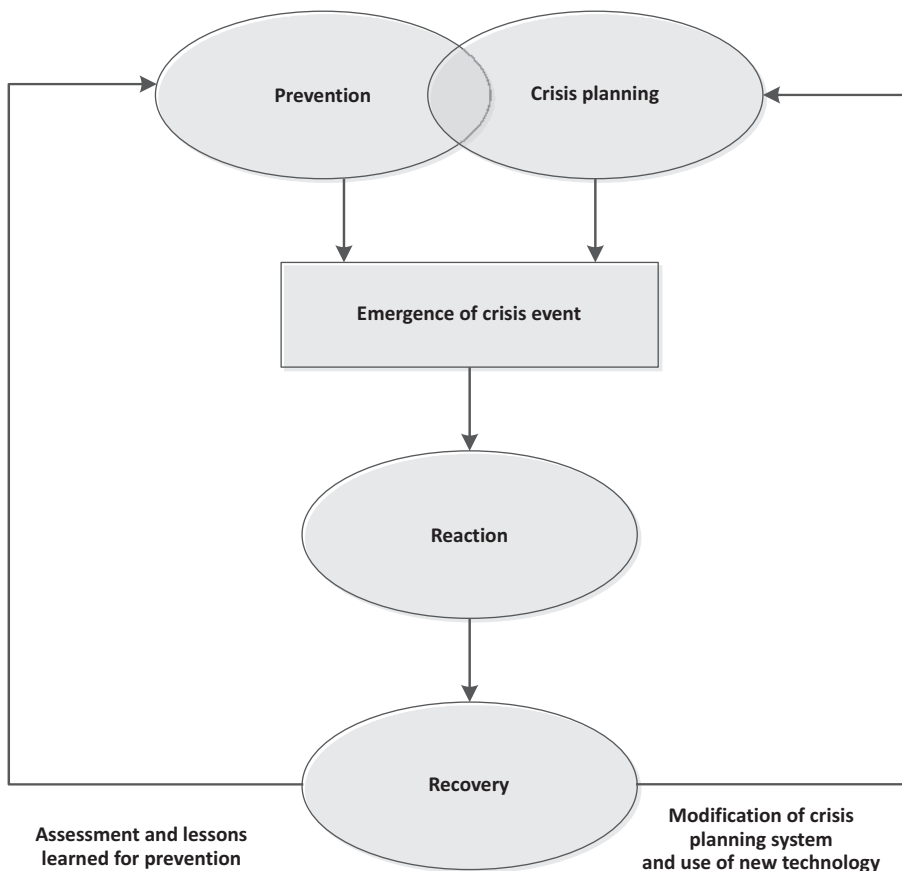 Prevention
Crisis planning
Emergence of crisis event
Reaction
Recovery
Assessment and lessons
learned for prevention
Modification of crisis
planning system
and use of new technology